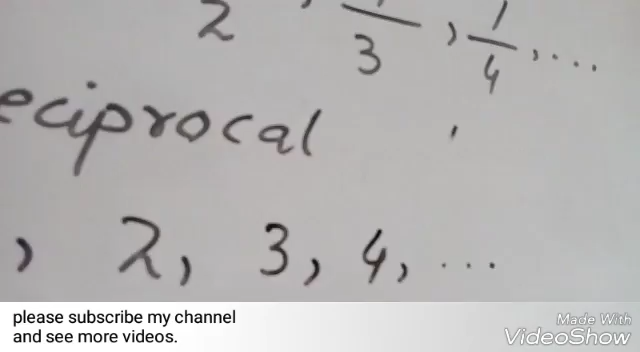 2, 1/3, 1/4, ...
eciprocal
, 2, 3, 4, ...
please subscribe my channel
and see more videos.
Made With
VideoShow